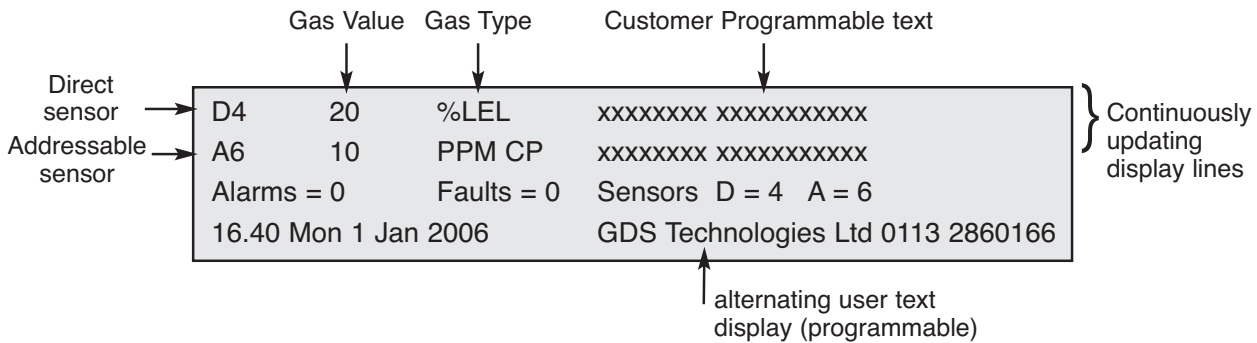 Gas Value Gas Type Customer Programmable text
Direct
sensor
D4 20 %LEL xxxxxxxx xxxxxxxxxxx
Addressable
sensor
A6 10 PPM CP xxxxxxxx xxxxxxxxxxx
Continuously
updating
display lines
Alarms = 0 Faults = 0 Sensors D = 4 A = 6
16.40 Mon 1 Jan 2006 GDS Technologies Ltd 0113 2860166
alternating user text
display (programmable)